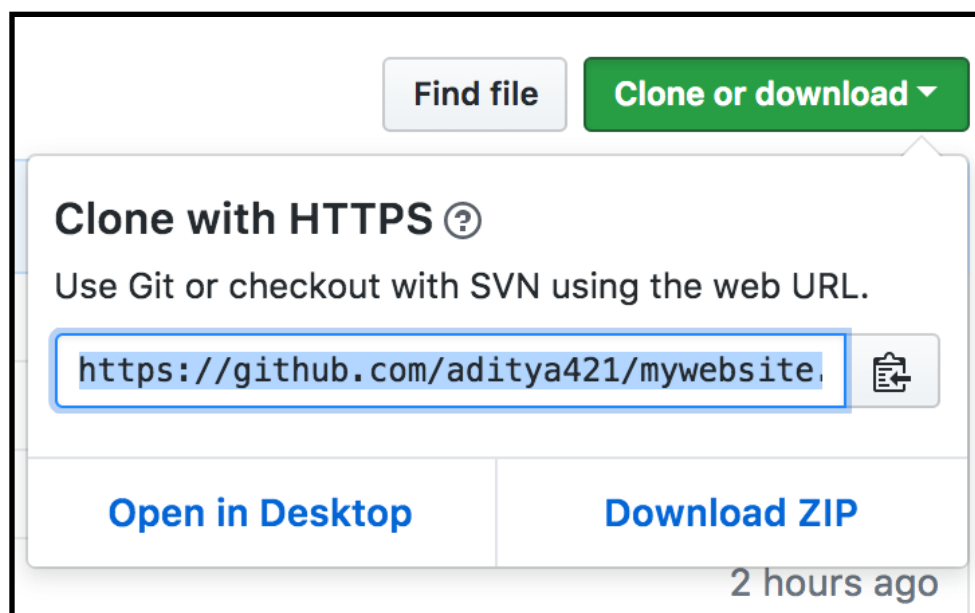 Find file Clone or download
Clone with HTTPS ?
Use Git or checkout with SVN using the web URL.
https://github.com/aditya421/mywebsite.
Open in Desktop Download ZIP
2 hours ago